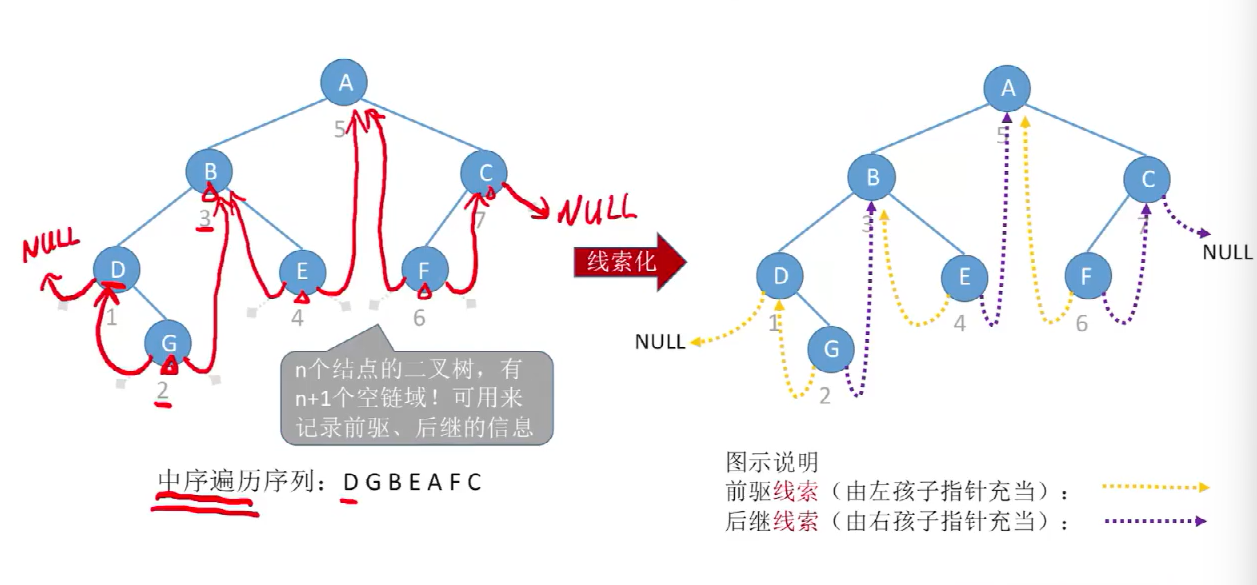 A
5
B
3
C
7
NULL
NULL
D
1
E
4
F
6
G
2
n个结点的二叉树，有
n+1个空链域！可用来
记录前驱、后继的信息
中序遍历序列：D G B E A F C
线索化
A
5
B
3
C
7
NULL
D
1
E
4
F
6
NULL
G
2
图示说明
前驱线索（由左孩子指针充当）：
后继线索（由右孩子指针充当）：